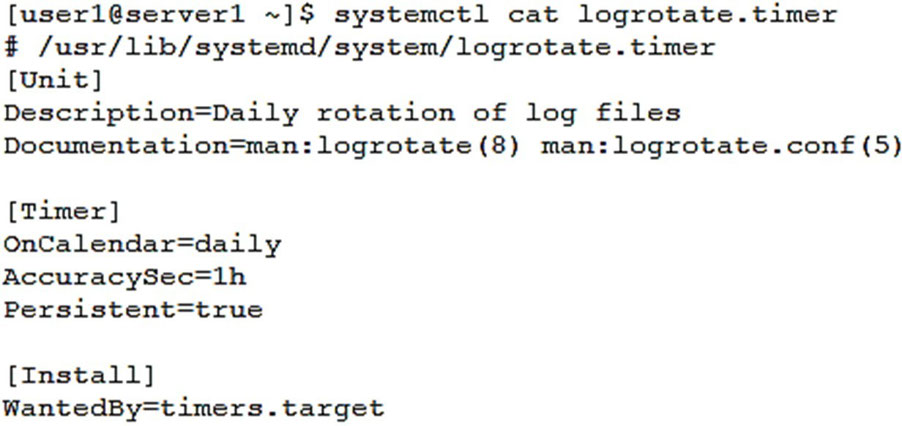 [user1@server1 ~]$ systemctl cat logrotate.timer
# /usr/lib/systemd/system/logrotate.timer
[Unit]
Description=Daily rotation of log files
Documentation=man:logrotate(8) man:logrotate.conf(5)
[Timer]
OnCalendar=daily
AccuracySec=1h
Persistent=true
[Install]
WantedBy=timers.target